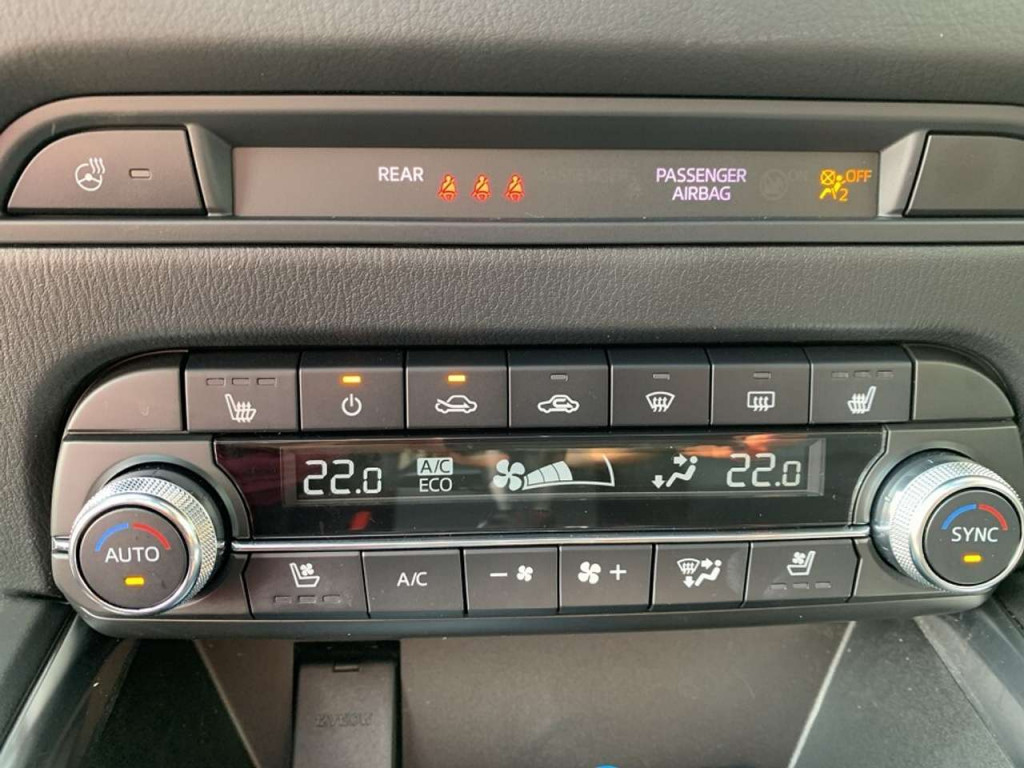 REAR
PASSENGER
AIRBAG
OFF
2
22.0
A/C
ECO
22.0
AUTO
SYNC
A/C
- +